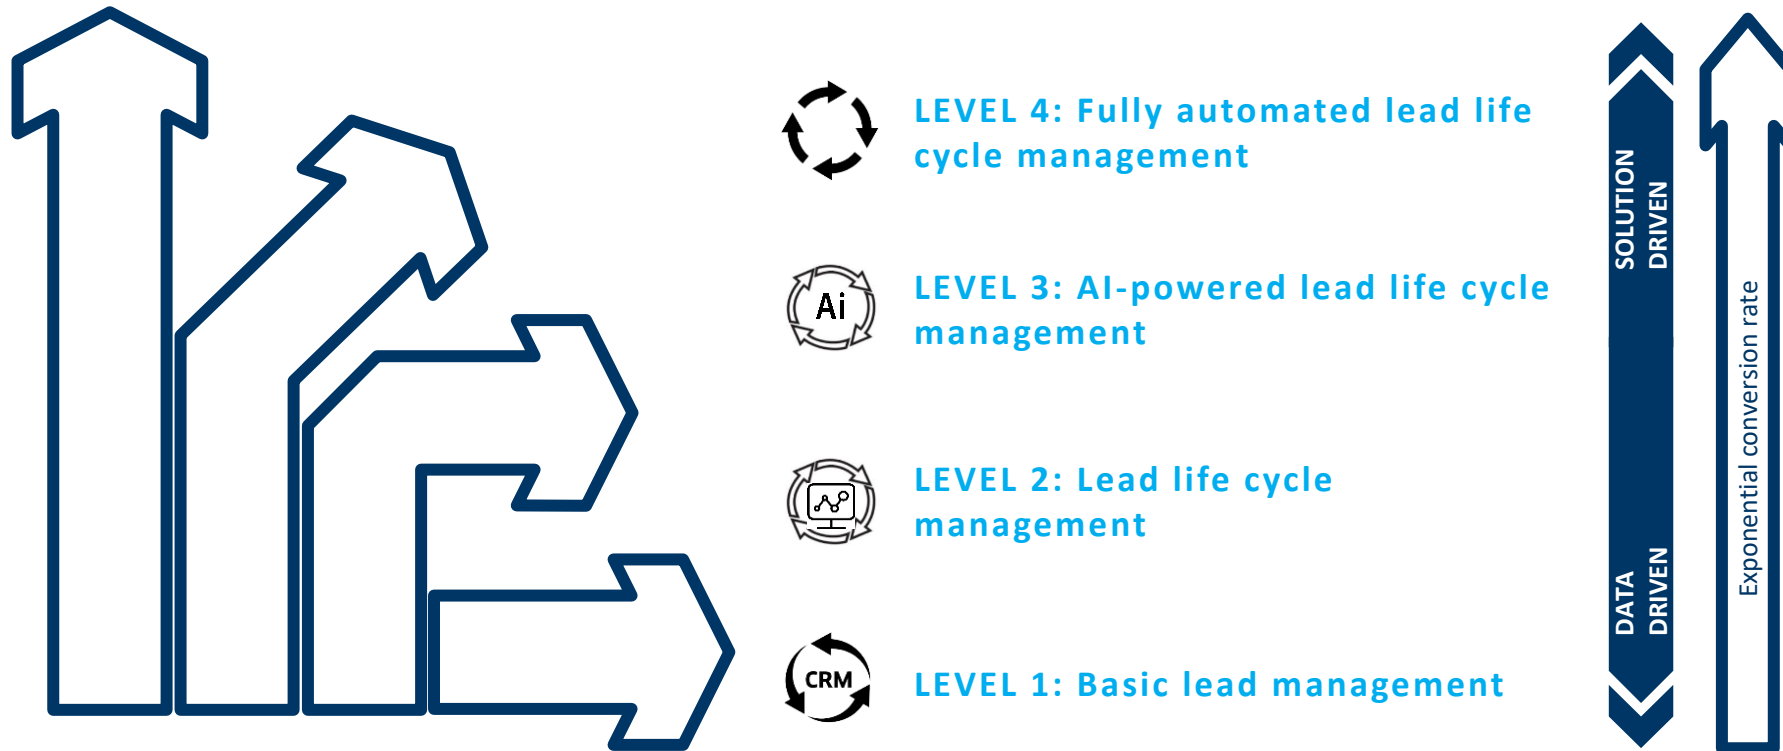 LEVEL 4: Fully automated lead life
cycle management
Ai
LEVEL 3: AI-powered lead life cycle
management
LEVEL 2: Lead life cycle
management
CRM
LEVEL 1: Basic lead management
SOLUTION
DRIVEN
DATA
DRIVEN
Exponential conversion rate